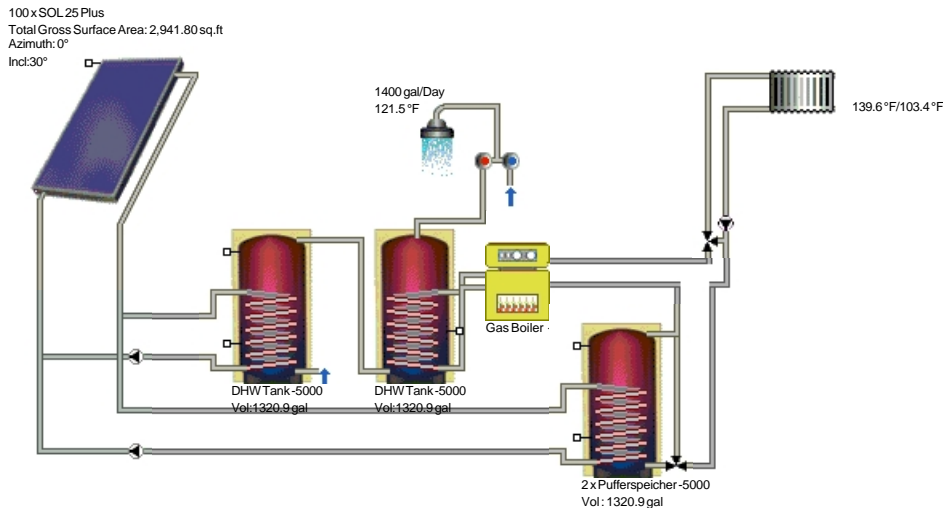 100 x SOL 25 Plus
Total Gross Surface Area: 2,941.80 sq.ft
Azimuth: 0°
Incl:30°
1400 gal/Day
121.5 °F
139.6 °F/103.4 °F
Gas Boiler -
DHW Tank -5000
Vol:1320.9 gal
DHW Tank -5000
Vol:1320.9 gal
2 x Pufferspeicher -5000
Vol : 1320.9 gal